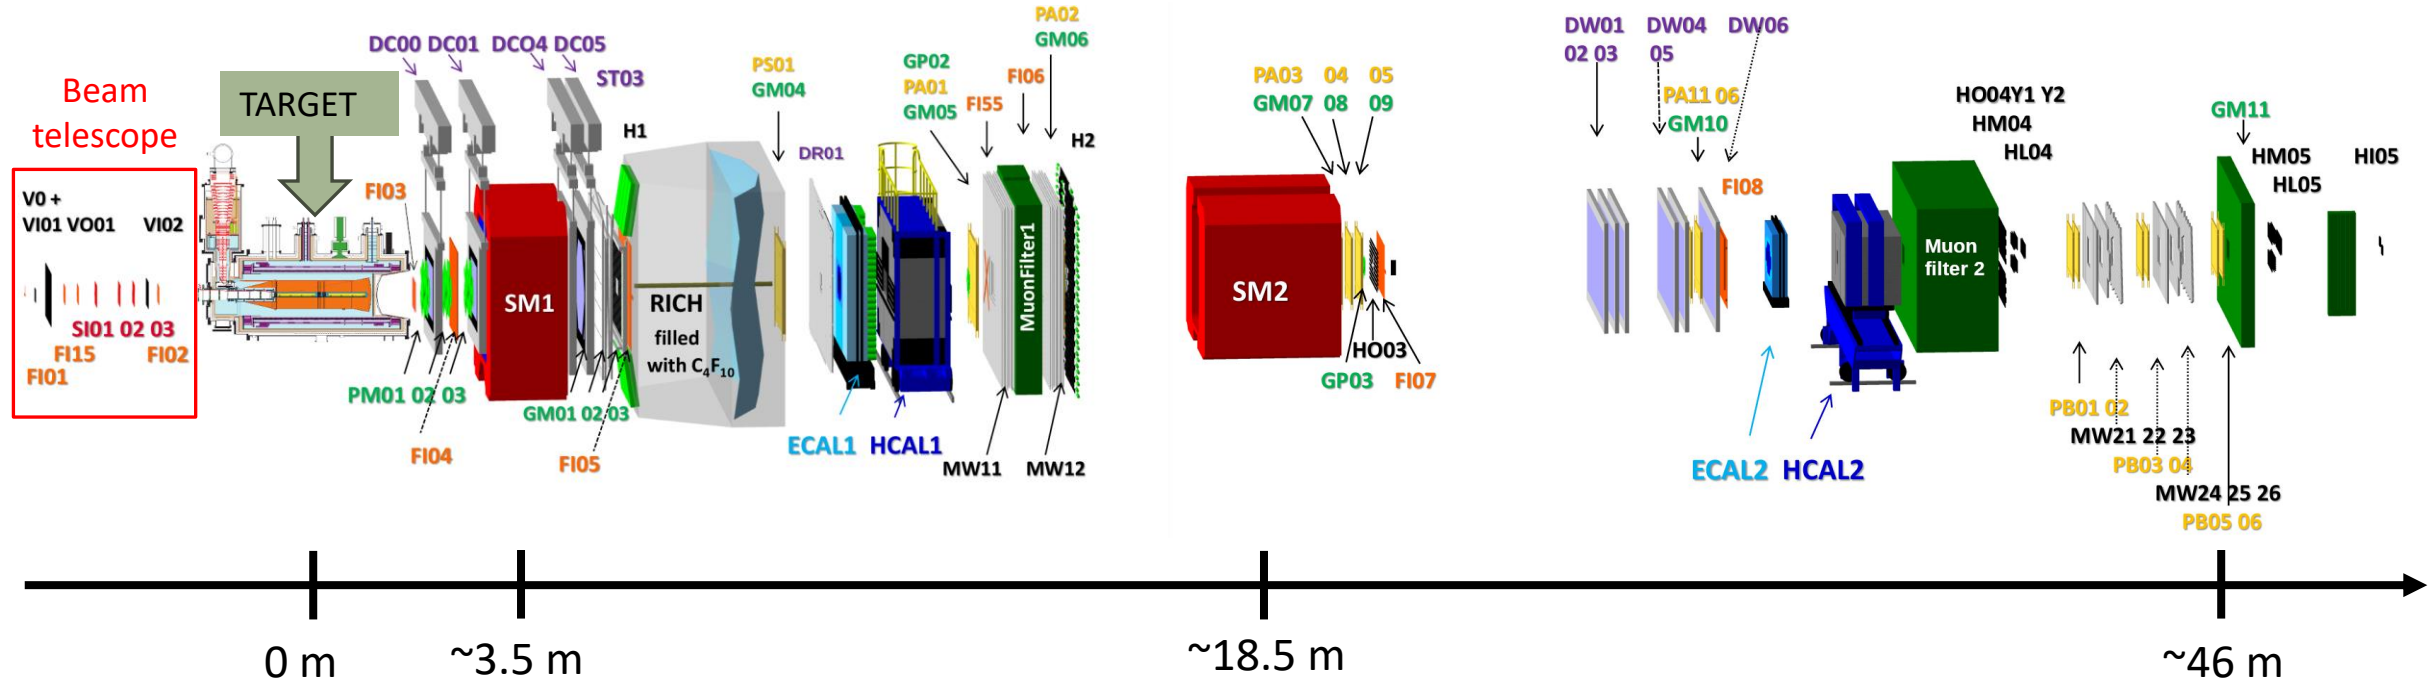 Beam
telescope
V0 +
VI01 VO01 VI02
SI01 02 03
FI15 FI02
FI01
TARGET
FI03
DC00 DC01 DCO4 DC05
ST03
H1
SM1
PM01 02 03
FI04
GM01 02 03
FI05
RICH
filled
with C₄F₁₀
PS01
GM04
DR01
ECAL1 HCAL1
GP02
PA01
GM05
FI55
FI06
PA02
GM06
H2
MuonFilter1
MW11 MW12
SM2
PA03 04 05
GM07 08 09
HO03
GP03 FI07
DW01 DW04 DW06
02 03 05
PA11 06
GM10
FI08
ECAL2 HCAL2
Muon
filter 2
HO04Y1 Y2
HM04
HL04
GM11
HM05
HL05
HI05
PB01 02
MW21 22 23
PB03 04
MW24 25 26
PB05 06
0 m ~3.5 m ~18.5 m ~46 m